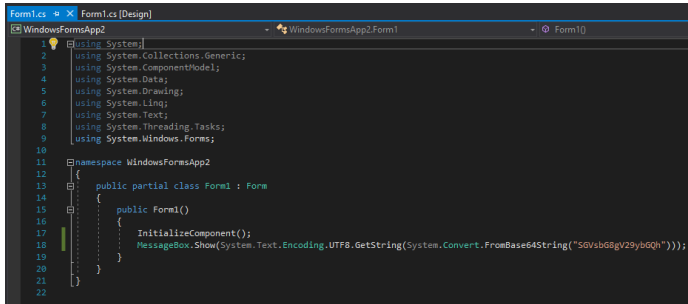 Form1.cs Form1.cs [Design]
WindowsFormsApp2 WindowsFormsApp2.Form1 Form1()
1 using System;
2 using System.Collections.Generic;
3 using System.ComponentModel;
4 using System.Data;
5 using System.Drawing;
6 using System.Linq;
7 using System.Text;
8 using System.Threading.Tasks;
9 using System.Windows.Forms;
10
11 namespace WindowsFormsApp2
12 {
13 public partial class Form1 : Form
14 {
15 public Form1()
16 {
17 InitializeComponent();
18 MessageBox.Show(System.Text.Encoding.UTF8.GetString(System.Convert.FromBase64String("SGVsbG8gV29ybGQh")));
19 }
20 }
21 }
22